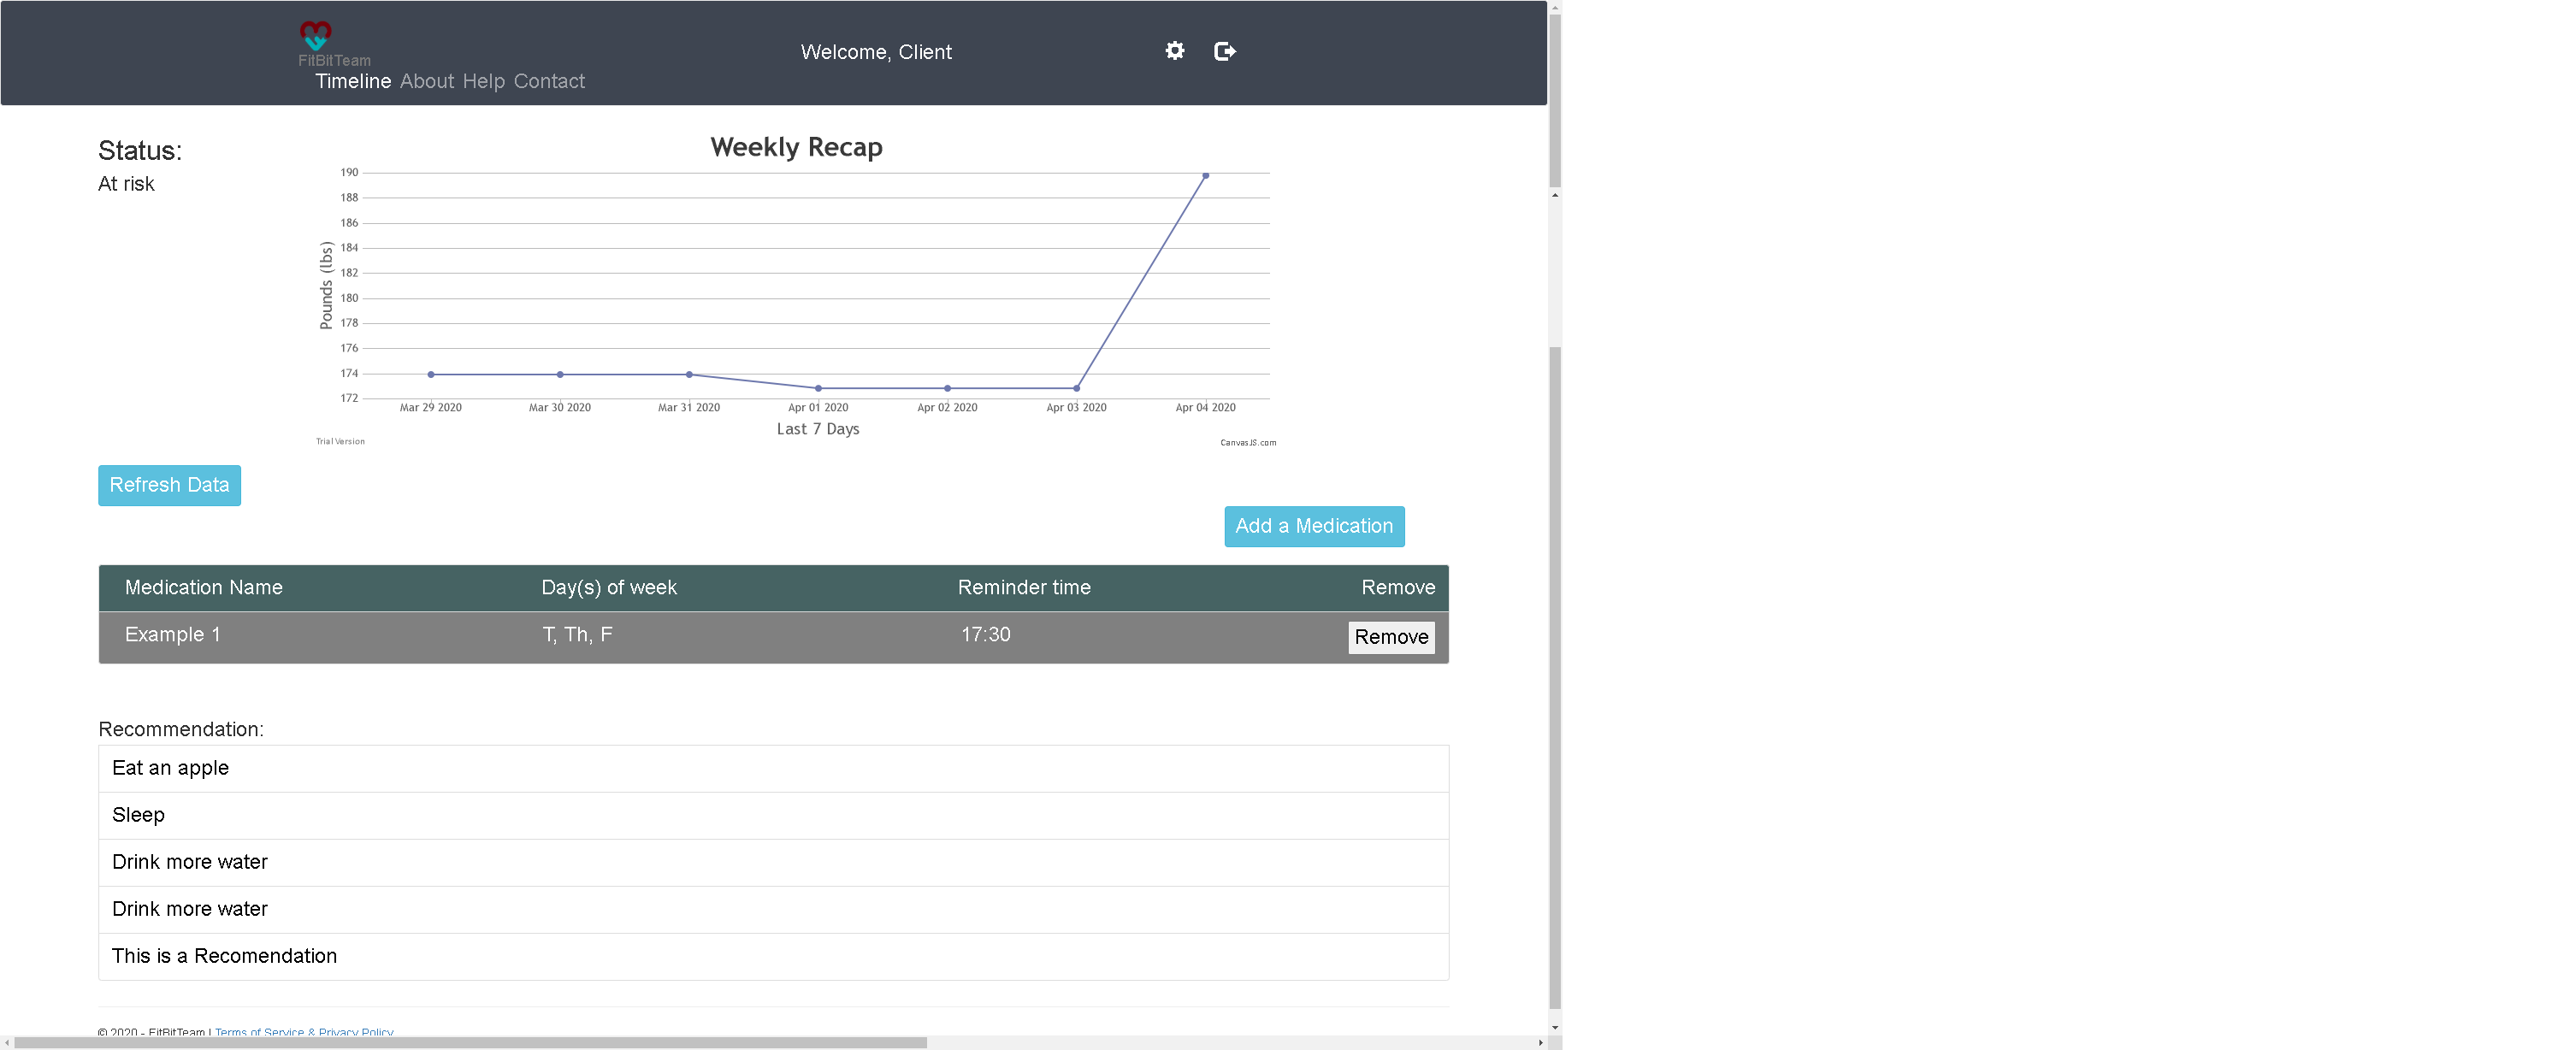 FitBitTeam
Welcome, Client
Timeline About Help Contact
Status:
At risk
Weekly Recap
190
188
186
184
182
180
178
176
174
172
Pounds (lbs)
Mar 29 2020 Mar 30 2020 Mar 31 2020 Apr 01 2020 Apr 02 2020 Apr 03 2020 Apr 04 2020
Last 7 Days
Trial Version CanvasJS.com
Refresh Data
Add a Medication
Medication Name Day(s) of week Reminder time Remove
Example 1 T, Th, F 17:30 Remove
Recommendation:
Eat an apple
Sleep
Drink more water
Drink more water
This is a Recomendation
© 2020 - FitBitTeam | Terms of Service & Privacy Policy